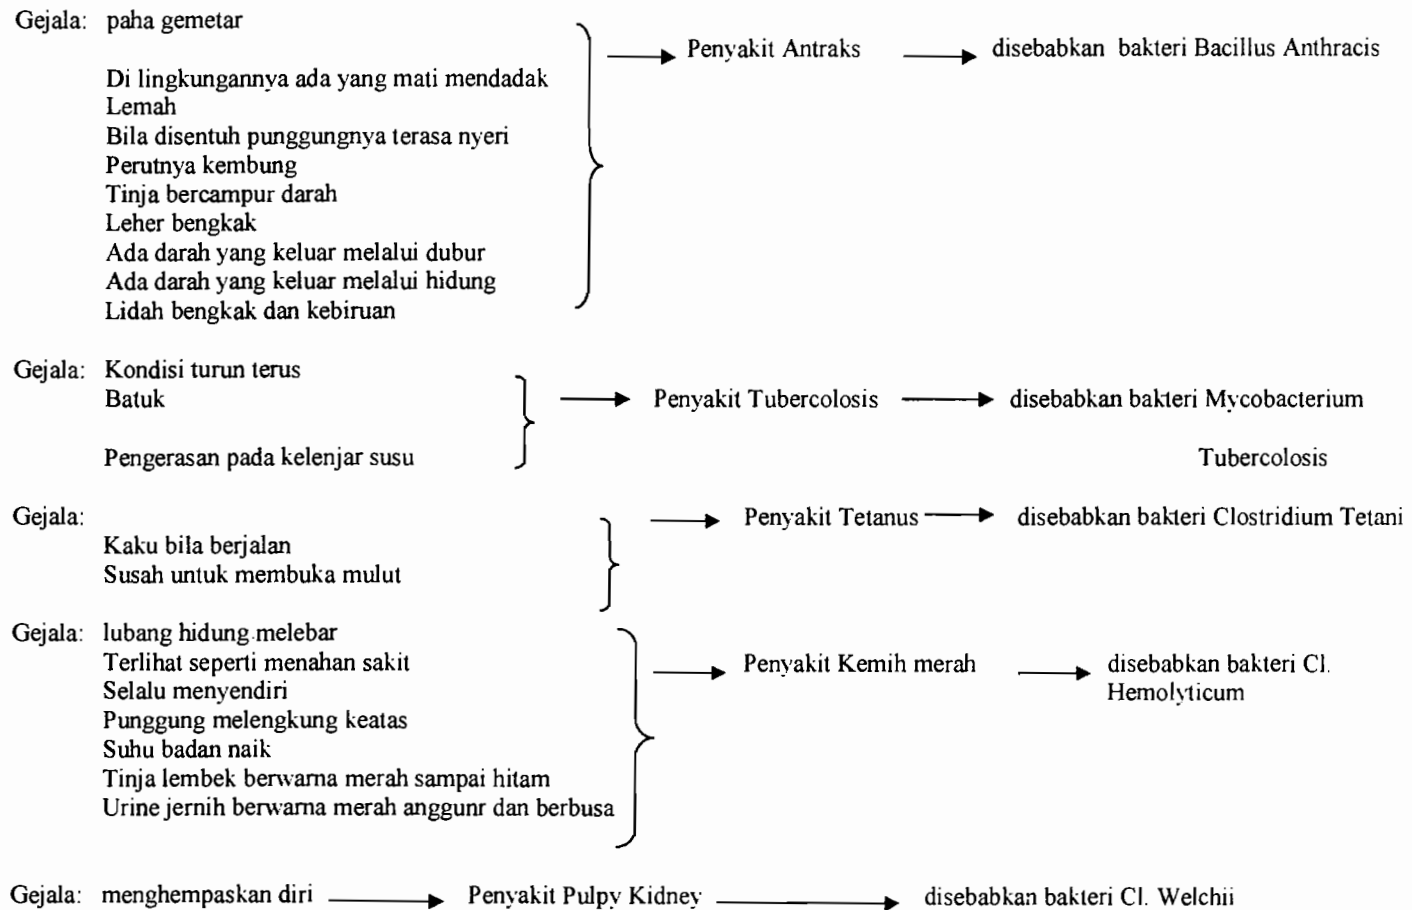 Gejala: paha gemetar
Penyakit Antraks disebabkan bakteri Bacillus Anthracis
Di lingkungannya ada yang mati mendadak
Lemah
Bila disentuh punggungnya terasa nyeri
Perutnya kembung
Tinja bercampur darah
Leher bengkak
Ada darah yang keluar melalui dubur
Ada darah yang keluar melalui hidung
Lidah bengkak dan kebiruan
Gejala: Kondisi turun terus
Batuk Penyakit Tubercolosis disebabkan bakteri Mycobacterium
Pengerasan pada kelenjar susu Tubercolosis
Gejala: Penyakit Tetanus disebabkan bakteri Clostridium Tetani
Kaku bila berjalan
Susah untuk membuka mulut
Gejala: lubang hidung melebar
Terlihat seperti menahan sakit Penyakit Kemih merah disebabkan bakteri Cl.
Selalu menyendiri Hemolyticum
Punggung melengkung keatas
Suhu badan naik
Tinja lembek berwarna merah sampai hitam
Urine jernih berwarna merah anggunr dan berbusa
Gejala: menghempaskan diri Penyakit Pulpy Kidney disebabkan bakteri Cl. Welchii